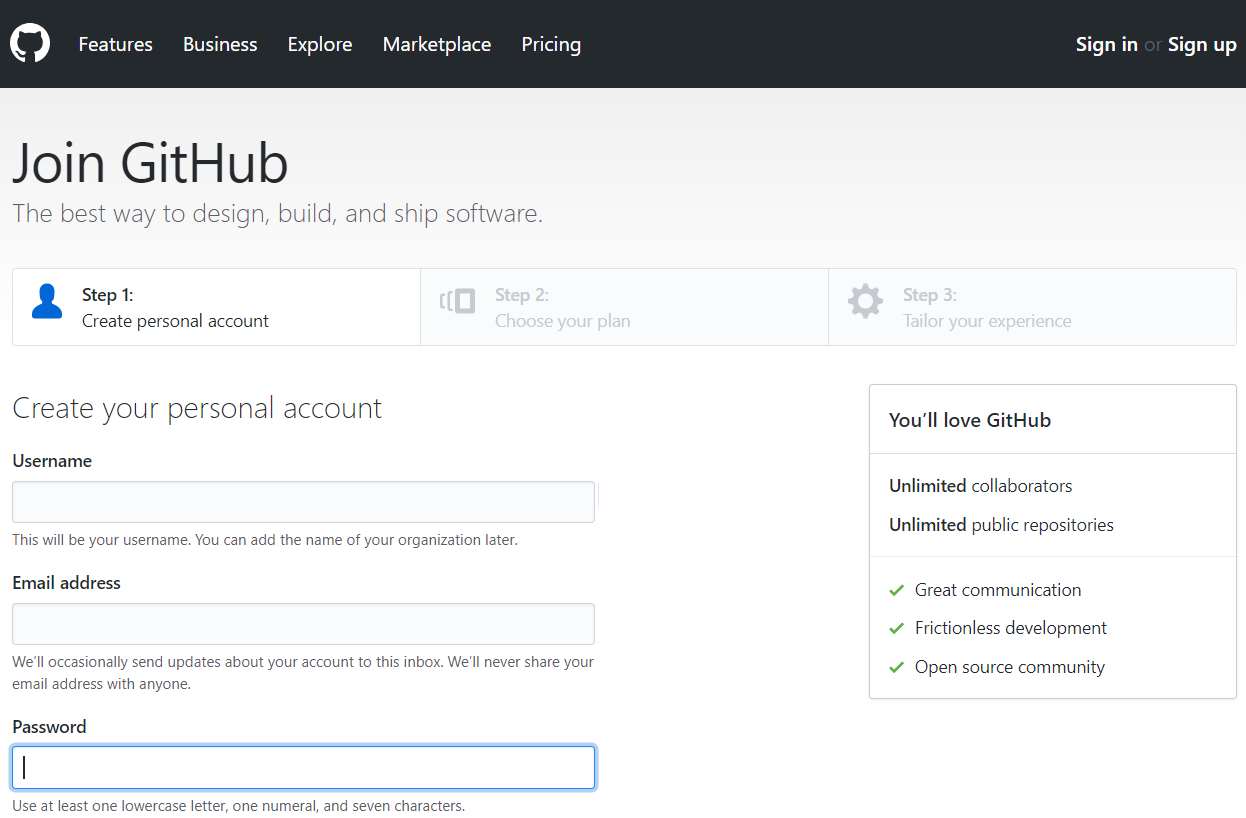 Features Business Explore Marketplace Pricing Sign in or Sign up
Join GitHub
The best way to design, build, and ship software.
Step 1:
Create personal account
Step 2:
Choose your plan
Step 3:
Tailor your experience
Create your personal account
Username
This will be your username. You can add the name of your organization later.
Email address
We’ll occasionally send updates about your account to this inbox. We’ll never share your
email address with anyone.
Password
Use at least one lowercase letter, one numeral, and seven characters.
You’ll love GitHub
Unlimited collaborators
Unlimited public repositories
Great communication
Frictionless development
Open source community